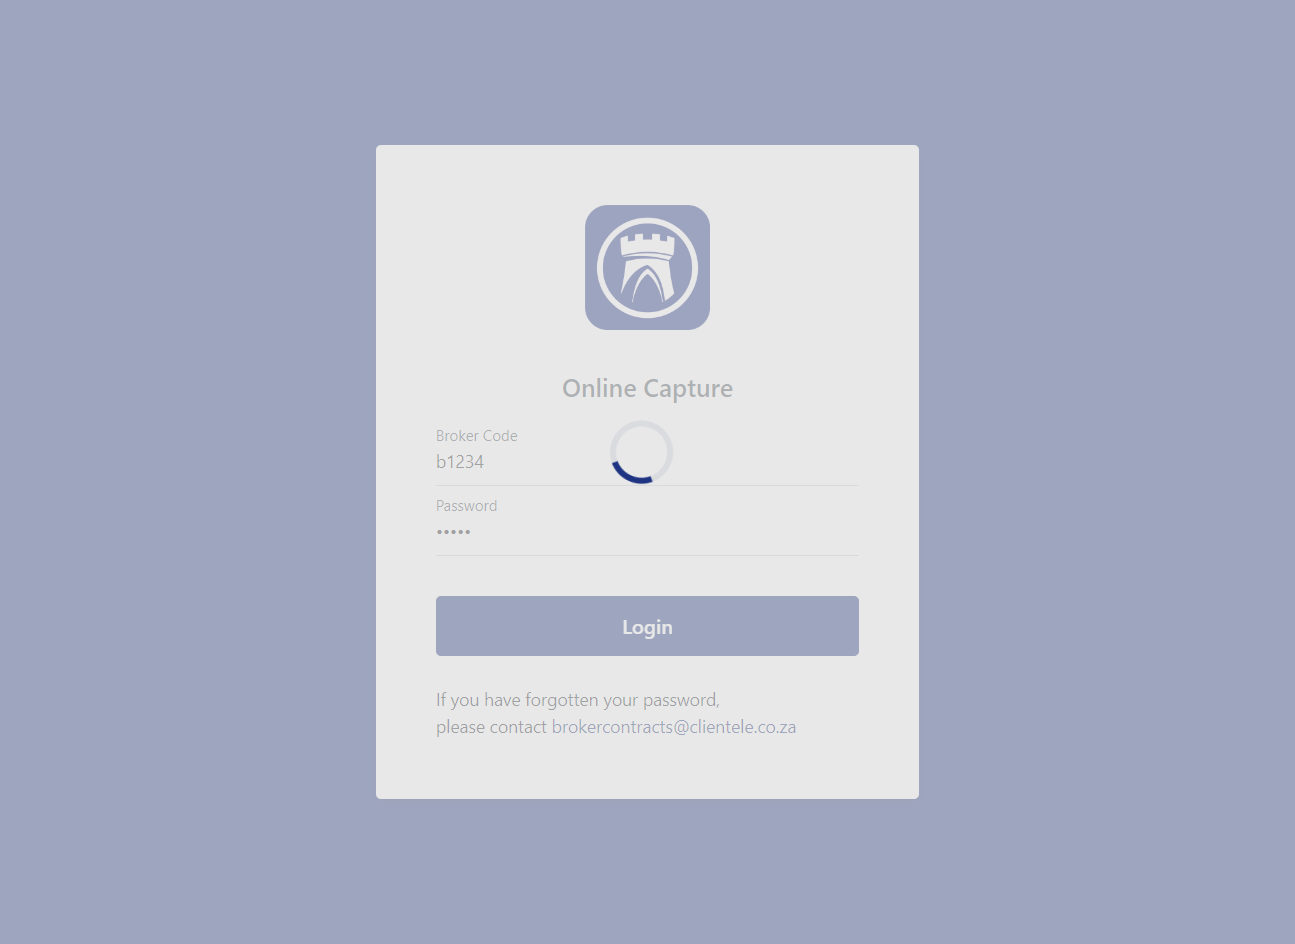 Online Capture
Broker Code
b1234
Password
•••••
Login
If you have forgotten your password,
please contact brokercontracts@clientele.co.za